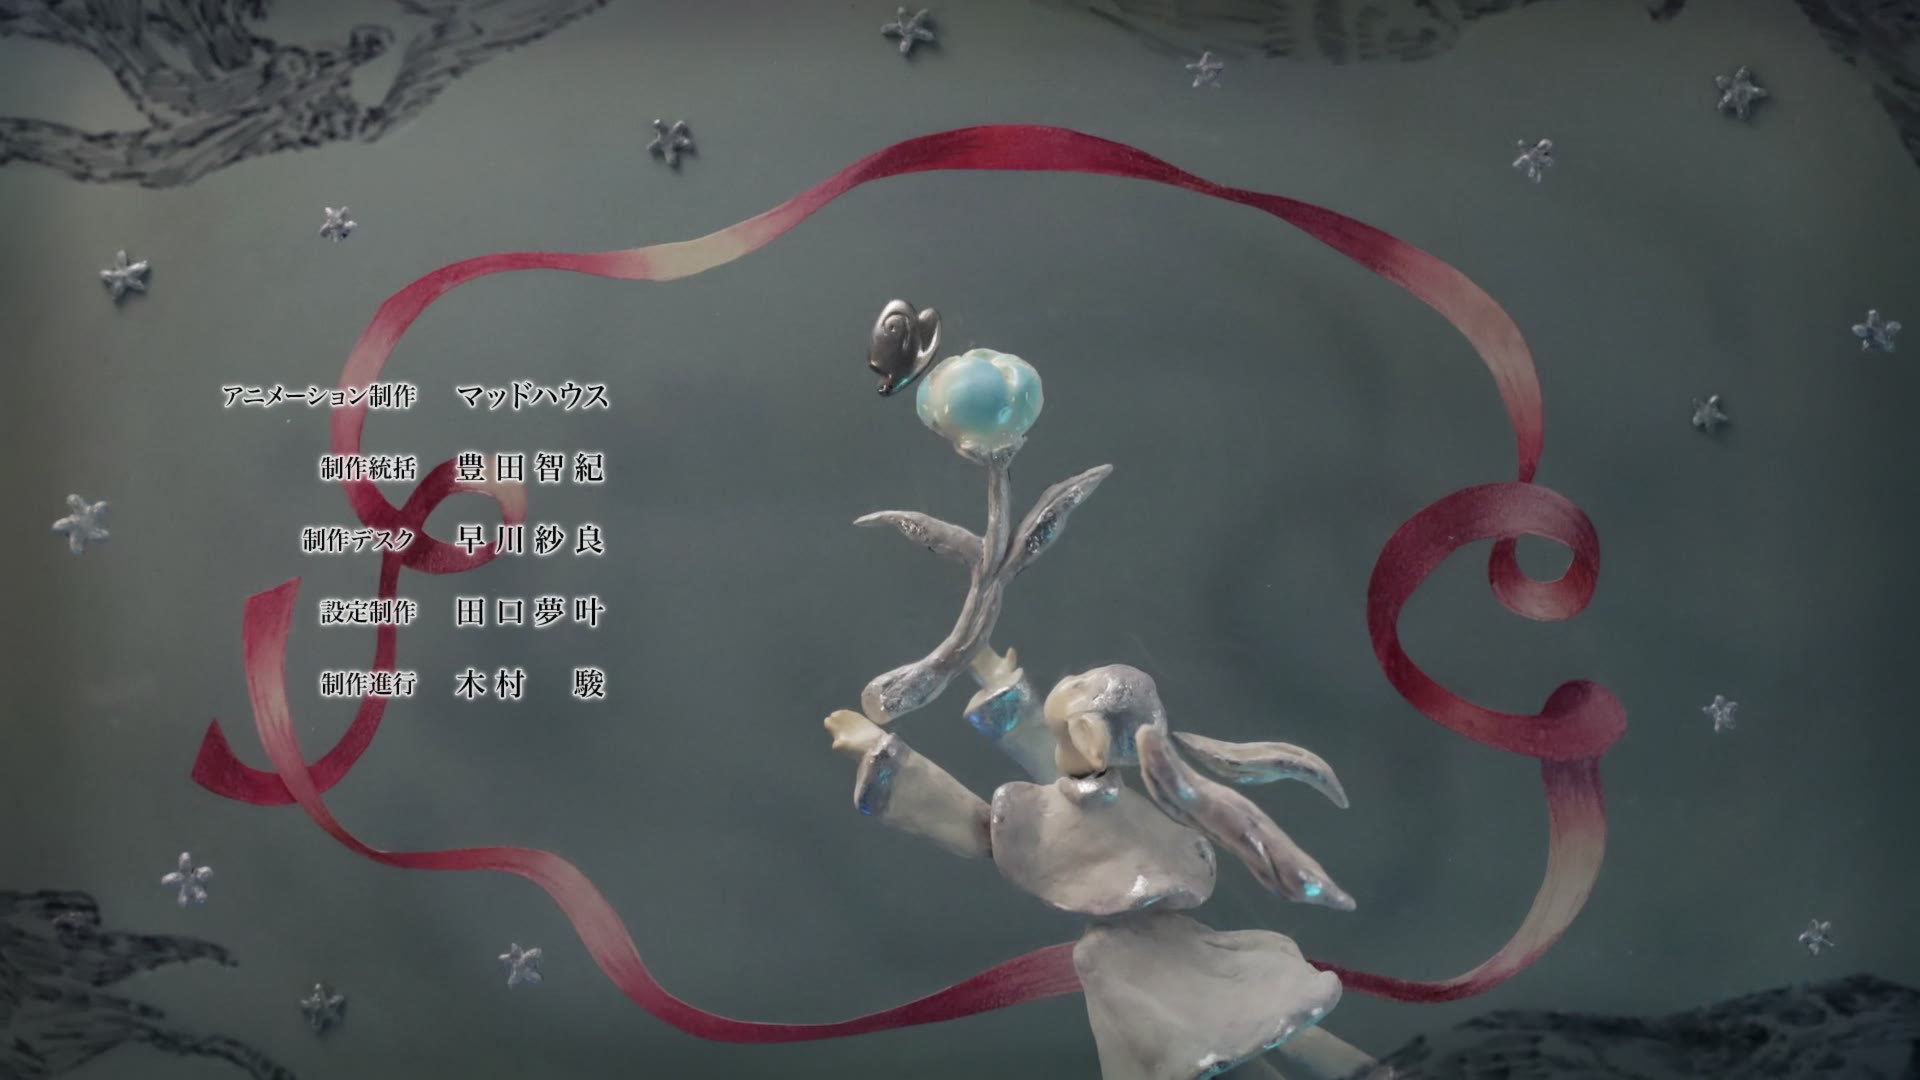 アニメーション制作 マッドハウス
制作統括 豊田智紀
制作デスク 早川紗良
設定制作 田口夢叶
制作進行 木村 駿